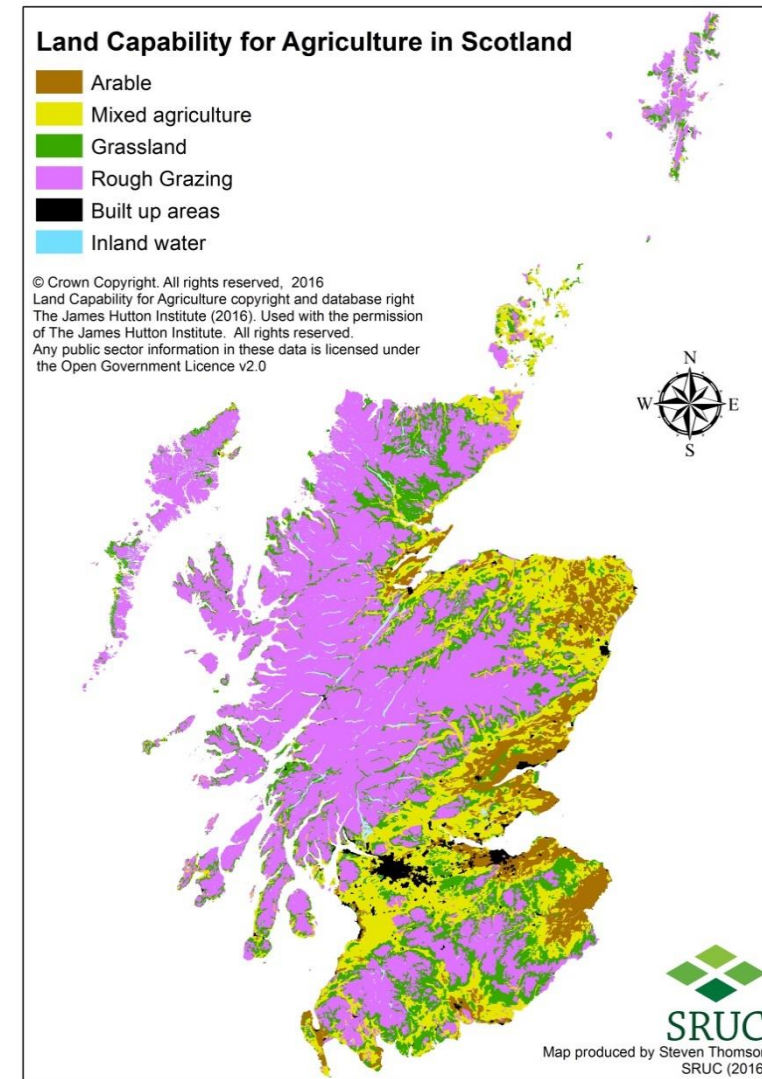 Land Capability for Agriculture in Scotland
Arable
Mixed agriculture
Grassland
Rough Grazing
Built up areas
Inland water
© Crown Copyright. All rights reserved, 2016
Land Capability for Agriculture copyright and database right
The James Hutton Institute (2016). Used with the permission
of The James Hutton Institute. All rights reserved.
Any public sector information in these data is licensed under
the Open Government Licence v2.0
N
W E
S
SRUC
Map produced by Steven Thomson
SRUC (2016